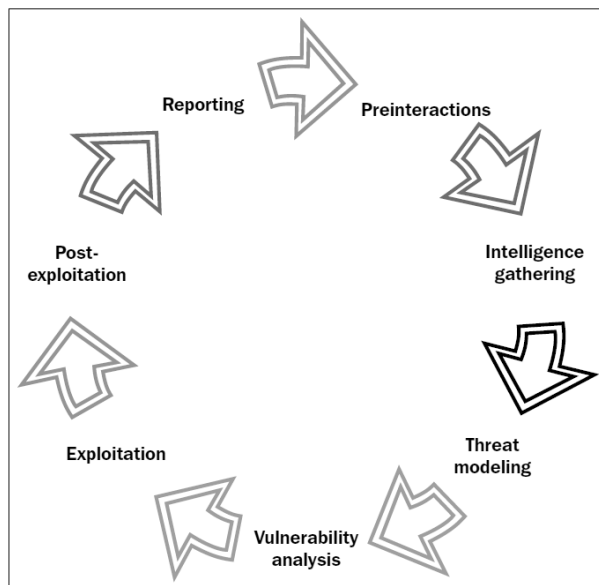 Reporting
Preinteractions
Intelligence
gathering
Threat
modeling
Vulnerability
analysis
Exploitation
Post-
exploitation